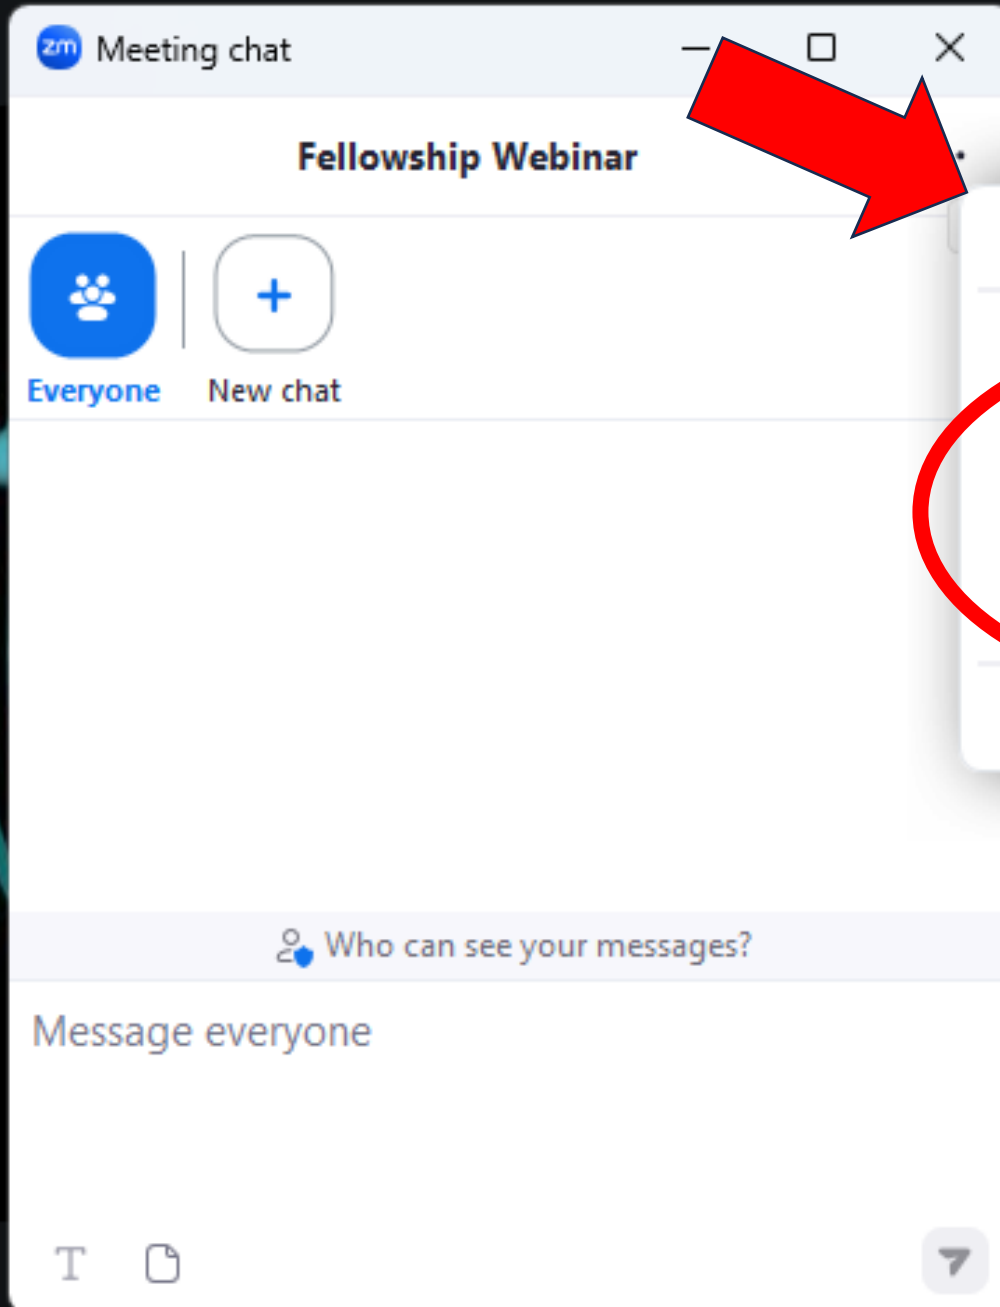 zm Meeting chat
Fellowship Webinar
Everyone New chat
Who can see your messages?
Message everyone
T